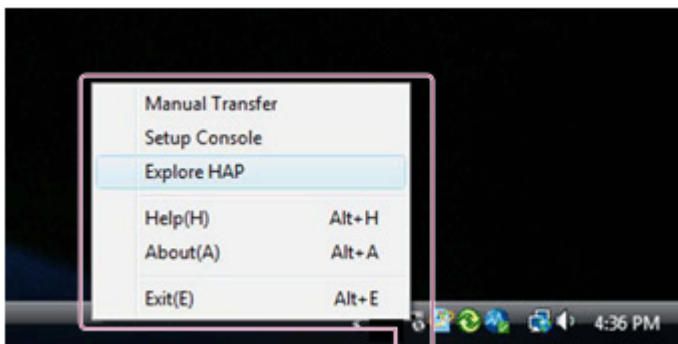 Manual Transfer
Setup Console
Explore HAP
Help(H) Alt+H
About(A) Alt+A
Exit(E) Alt+E
4:36 PM